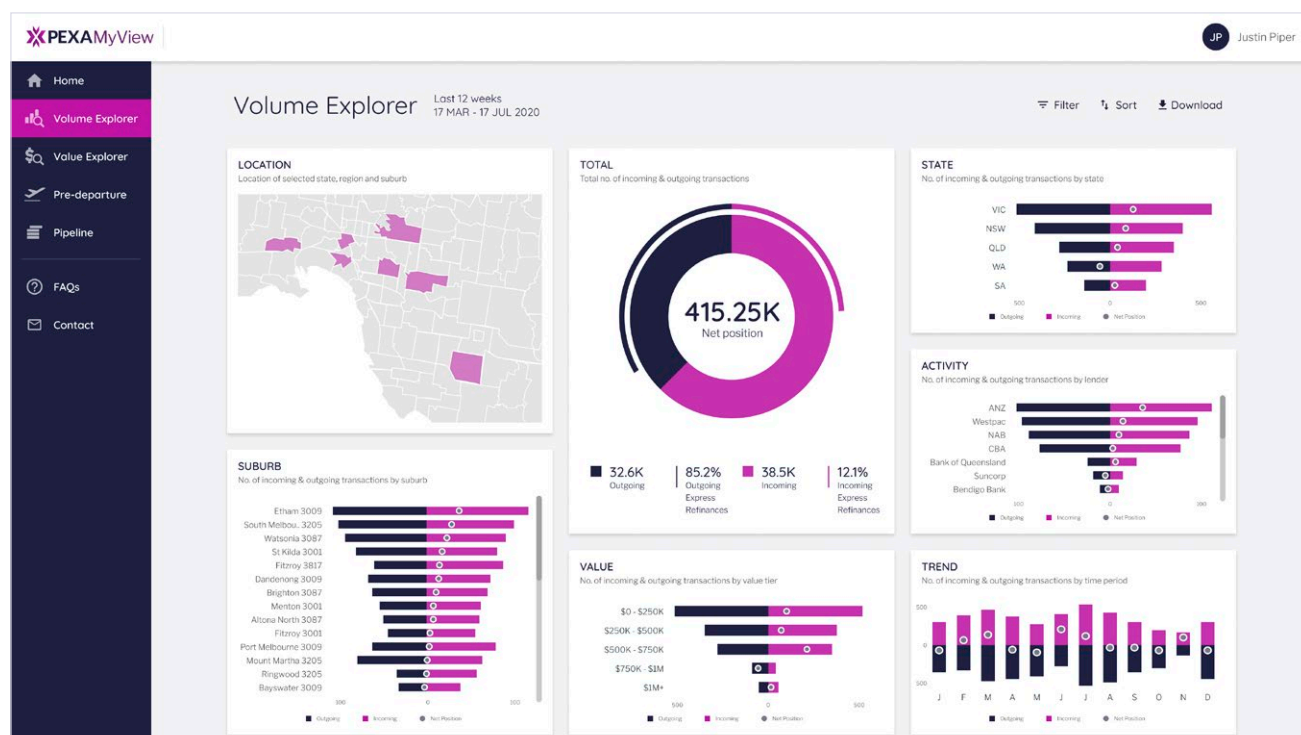 PEXAMyView
JP Justin Piper
Home
Volume Explorer
Value Explorer
Pre-departure
Pipeline
FAQs
Contact
Volume Explorer
Last 12 weeks
17 MAR - 17 JUL 2020
Filter Sort Download
LOCATION
Location of selected state, region and suburb
SUBURB
No. of incoming & outgoing transactions by suburb
Etham 3009
South Melbou.. 3205
Watsonia 3087
St Kilda 3001
Fitzroy 3817
Dandenong 3009
Brighton 3087
Menton 3001
Altona North 3087
Fitzroy 3001
Port Melbourne 3009
Mount Martha 3205
Ringwood 3205
Bayswater 3009
100 0 100
Outgoing Incoming Net Position
TOTAL
Total no. of incoming & outgoing transactions
415.25K
Net position
32.6K
Outgoing
85.2%
Outgoing
Express
Refinances
38.5K
Incoming
12.1%
Incoming
Express
Refinances
VALUE
No. of incoming & outgoing transactions by value tier
$0 - $250K
$250K - $500K
$500K - $750K
$750K - $1M
$1M+
500 0 500
Outgoing Incoming Net Position
STATE
No. of incoming & outgoing transactions by state
VIC
NSW
QLD
WA
SA
500 0 500
Outgoing Incoming Net Position
ACTIVITY
No. of incoming & outgoing transactions by lender
ANZ
Westpac
NAB
CBA
Bank of Queensland
Suncorp
Bendigo Bank
0
Outgoing Incoming Net Position
TREND
No. of incoming & outgoing transactions by time period
500
0
500
J F M A M J J A S O N D
Outgoing Incoming Net Position